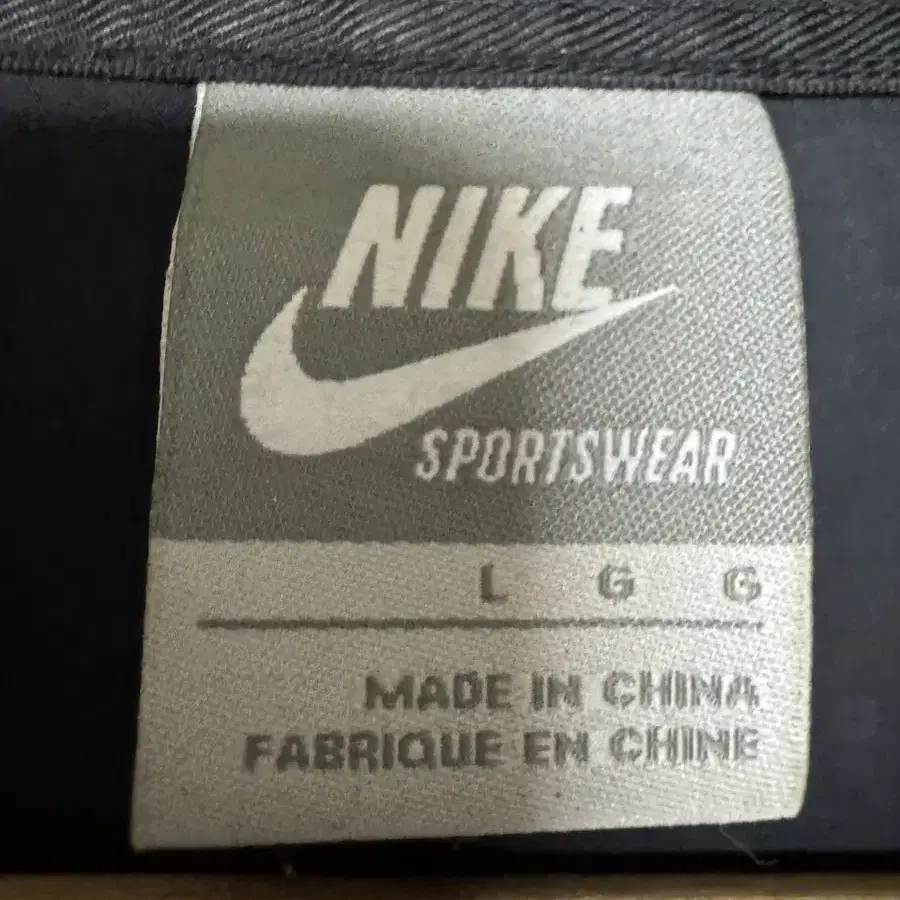 NIKE
SPORTSWEAR
L G G
MADE IN CHINA
FABRIQUE EN CHINE